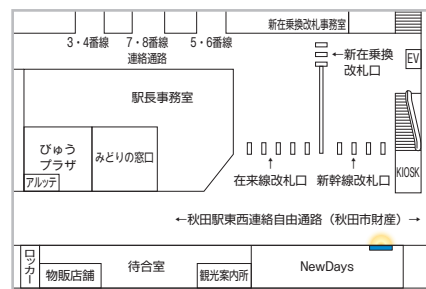 新在乗換改札事務室
3・4番線
7・8番線
5・6番線
連絡通路
←新在乗換
改札口
EV
駅長事務室
びゅう
プラザ
みどりの窓口
アルッテ
↑
↑
在来線改札口
新幹線改札口
KIOSK
←秋田駅東西連絡自由通路（秋田市財産）→
ロッカー
物販店舗
待合室
観光案内所
NewDays